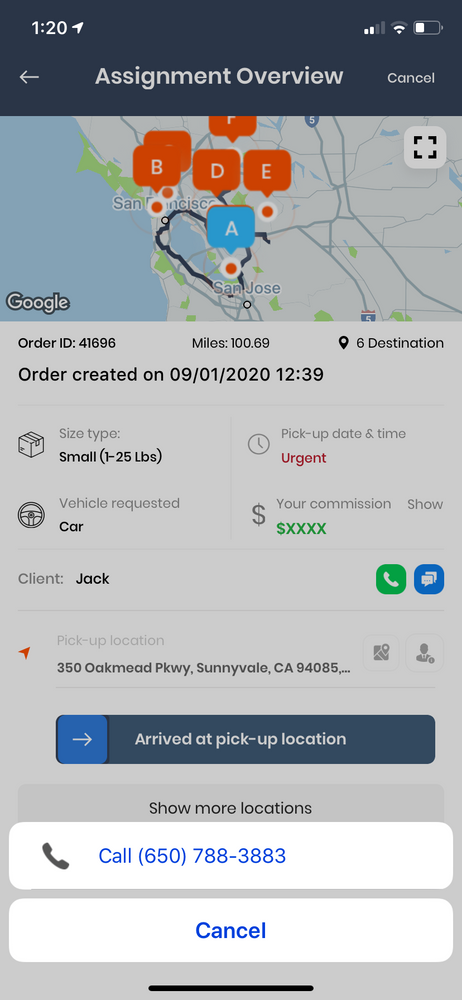 1:20
Assignment Overview
Cancel
F
B
D
E
San Francisco
A
San Jose
5
5
Google
Order ID: 41696
Miles: 100.69
6 Destination
Order created on 09/01/2020 12:39
Size type:
Small (1-25 Lbs)
Pick-up date & time
Urgent
Vehicle requested
Car
$
Your commission
Show
$XXXX
Client: Jack
Pick-up location
350 Oakmead Pkwy, Sunnyvale, CA 94085,...
Arrived at pick-up location
Show more locations
Call (650) 788-3883
Cancel